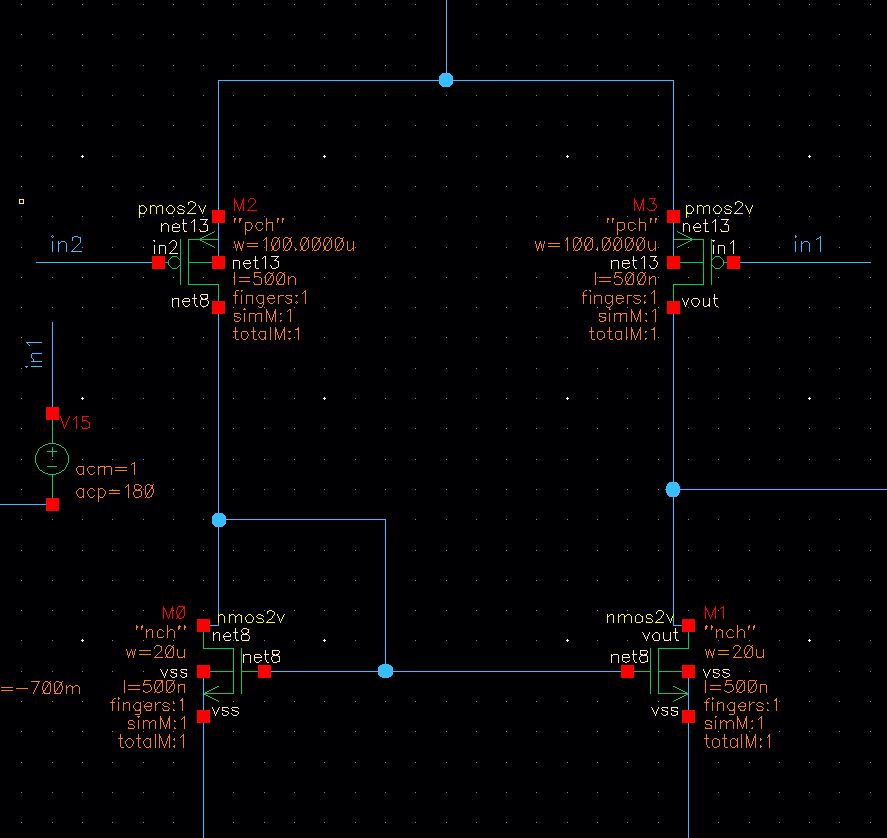 M2
pmos2v
"pch"
net13
w=100.0000u
in2
in2
net13
l=500n
net8
fingers:1
simM:1
totalM:1
M3
pmos2v
"pch"
net13
w=100.0000u
in1
in1
net13
l=500n
vout
fingers:1
simM:1
totalM:1
in1
V15
acm=1
acp=180
M0
nmos2v
"nch"
net8
w=20u
net8
vss
l=500n
vss
fingers:1
simM:1
totalM:1
=-700m
nmos2v
M1
vout
"nch"
net8
w=20u
vss
l=500n
vss
fingers:1
simM:1
totalM:1